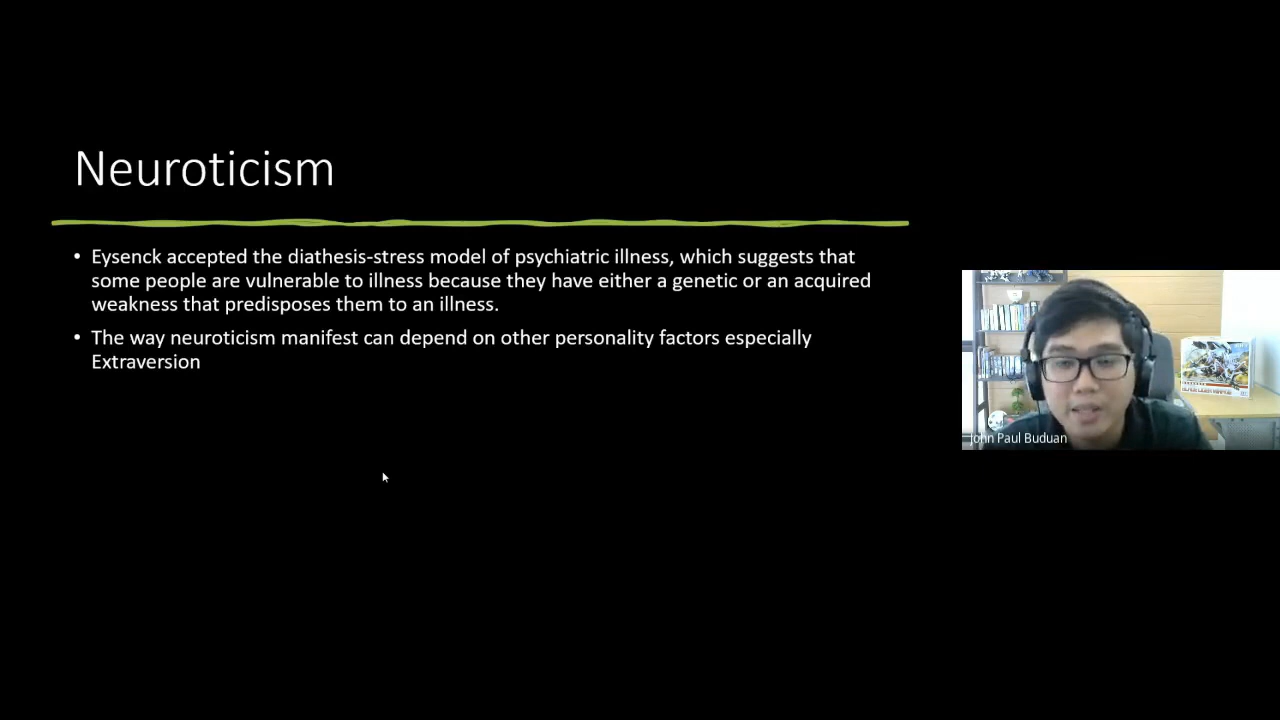 Neuroticism
• Eysenck accepted the diathesis-stress model of psychiatric illness, which suggests that
some people are vulnerable to illness because they have either a genetic or an acquired
weakness that predisposes them to an illness.
• The way neuroticism manifest can depend on other personality factors especially
Extraversion
John Paul Buduan